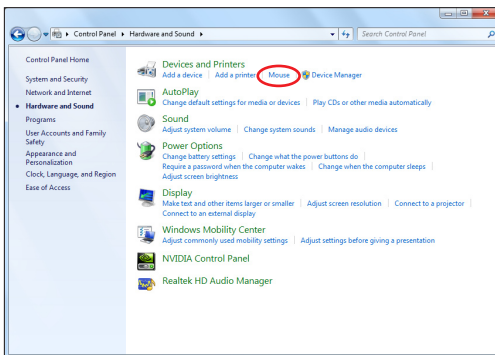 Control Panel ▸ Hardware and Sound ▸
Search Control Panel
Control Panel Home
System and Security
Network and Internet
Hardware and Sound
Programs
User Accounts and Family
Safety
Appearance and
Personalization
Clock, Language, and Region
Ease of Access
Devices and Printers
Add a device | Add a printer | Mouse | Device Manager
AutoPlay
Change default settings for media or devices | Play CDs or other media automatically
Sound
Adjust system volume | Change system sounds | Manage audio devices
Power Options
Change battery settings | Change what the power buttons do |
Require a password when the computer wakes | Change when the computer sleeps |
Adjust screen brightness
Display
Make text and other items larger or smaller | Adjust screen resolution | Connect to a projector |
Connect to an external display
Windows Mobility Center
Adjust commonly used mobility settings | Adjust settings before giving a presentation
NVIDIA Control Panel
Realtek HD Audio Manager